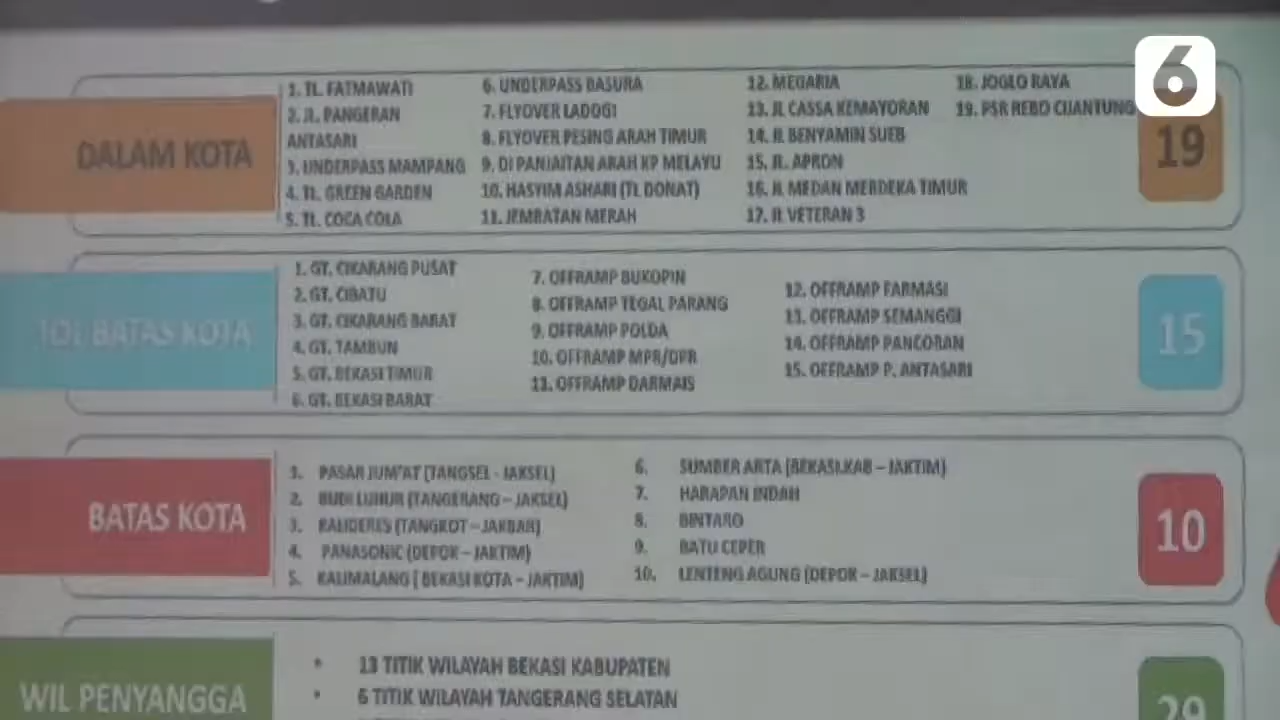 6
DALAM KOTA
1. TL. FATMAWATI
2. JL. PANGERAN
ANTASARI
3. UNDERPASS MAMPANG
4. TL. GREEN GARDEN
5. TL. COCA COLA
6. UNDERPASS BASURA
7. FLYOVER LADOGI
8. FLYOVER PESING ARAH TIMUR
9. DI PANJAITAN ARAH KP MELAYU
10. HASYIM ASHARI (TL DONAT)
11. JEMBATAN MERAH
12. MEGARIA
13. JL CASSA KEMAYORAN
14. JL BENYAMIN SUEB
15. JL. APRON
16. JL MEDAN MERDEKA TIMUR
17. JL VETERAN 3
18. JOGLO RAYA
19. PSR REBO CIJANTUNG
19
TOL BATAS KOTA
1. GT. CIKARANG PUSAT
2. GT. CIBATU
3. GT. CIKARANG BARAT
4. GT. TAMBUN
5. GT. BEKASI TIMUR
6. GT. BEKASI BARAT
7. OFFRAMP BUKOPIN
8. OFFRAMP TEGAL PARANG
9. OFFRAMP POLDA
10. OFFRAMP MPR/DPR
11. OFFRAMP DARMAIS
12. OFFRAMP FARMASI
13. OFFRAMP SEMANGGI
14. OFFRAMP PANCORAN
15. OFFRAMP P. ANTASARI
15
BATAS KOTA
1. PASAR JUM'AT (TANGSEL - JAKSEL)
2. BUDI LUHUR (TANGERANG – JAKSEL)
3. KALIDERES (TANGKOT – JAKBAR)
4. PANASONIC (DEPOK – JAKTIM)
5. KALIMALANG ( BEKASI KOTA – JAKTIM)
6. SUMBER ARTA (BEKASI.KAB – JAKTIM)
7. HARAPAN INDAH
8. BINTARO
9. BATU CEPER
10. LENTENG AGUNG (DEPOK – JAKSEL)
10
WIL PENYANGGA
• 13 TITIK WILAYAH BEKASI KABUPATEN
• 6 TITIK WILAYAH TANGERANG SELATAN
29